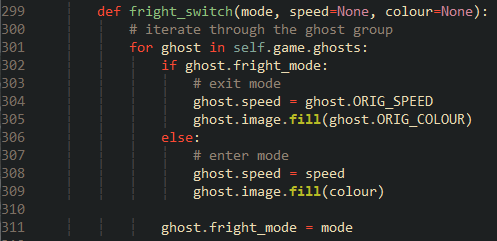 299 def fright_switch(mode, speed=None, colour=None):
300 # iterate through the ghost group
301 for ghost in self.game.ghosts:
302 if ghost.fright_mode:
303 # exit mode
304 ghost.speed = ghost.ORIG_SPEED
305 ghost.image.fill(ghost.ORIG_COLOUR)
306 else:
307 # enter mode
308 ghost.speed = speed
309 ghost.image.fill(colour)
310
311 ghost.fright_mode = mode